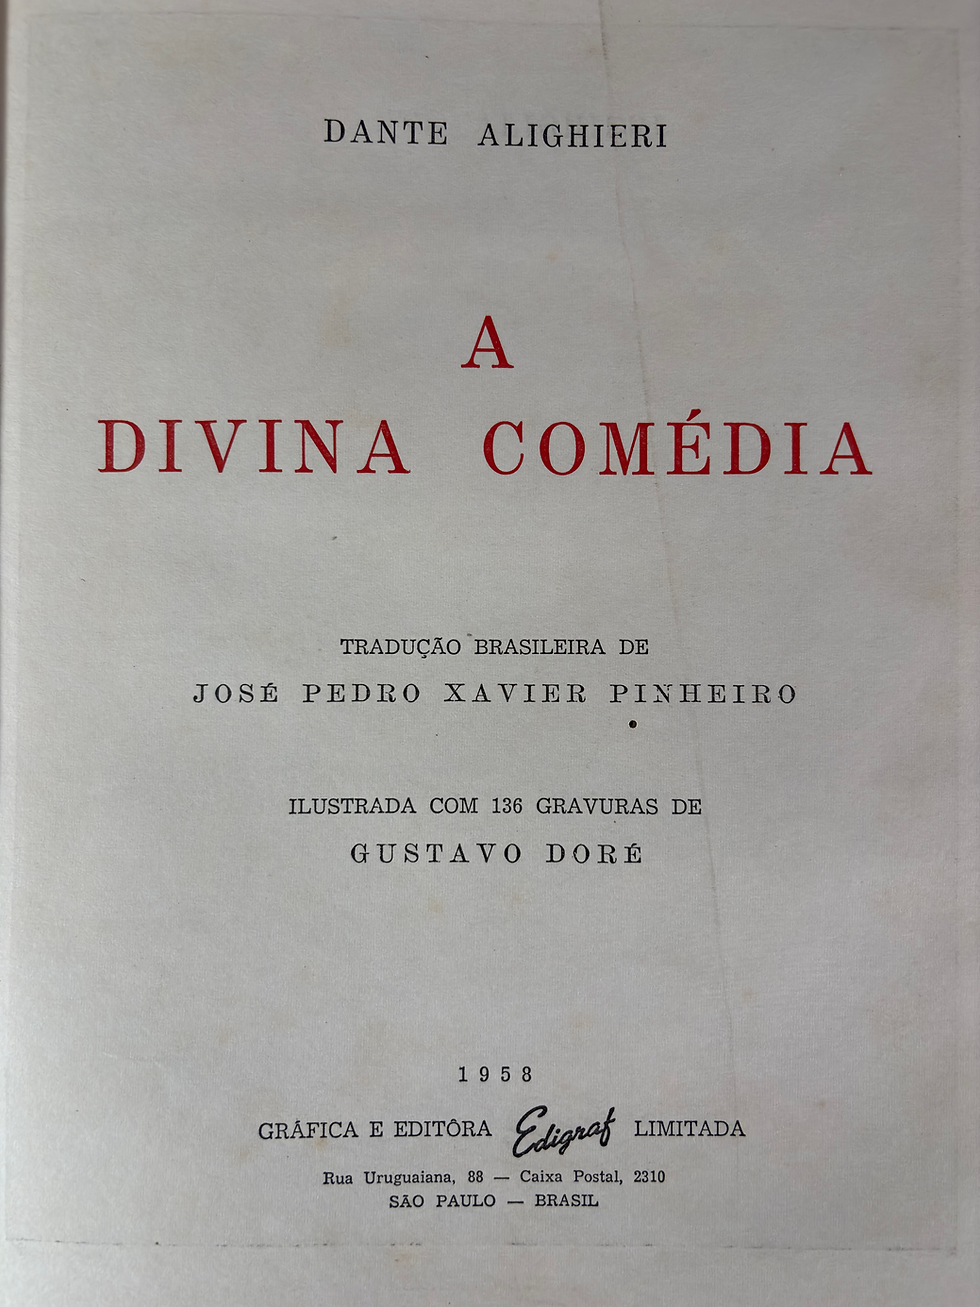 DANTE ALIGHIERI
A
DIVINA COMÉDIA
TRADUÇÃO BRASILEIRA DE
JOSÉ PEDRO XAVIER PINHEIRO
ILUSTRADA COM 136 GRAVURAS DE
GUSTAVO DORÉ
1958
GRÁFICA E EDITÔRA Edigraf LIMITADA
Rua Uruguaiana, 88 — Caixa Postal, 2310
SÃO PAULO — BRASIL